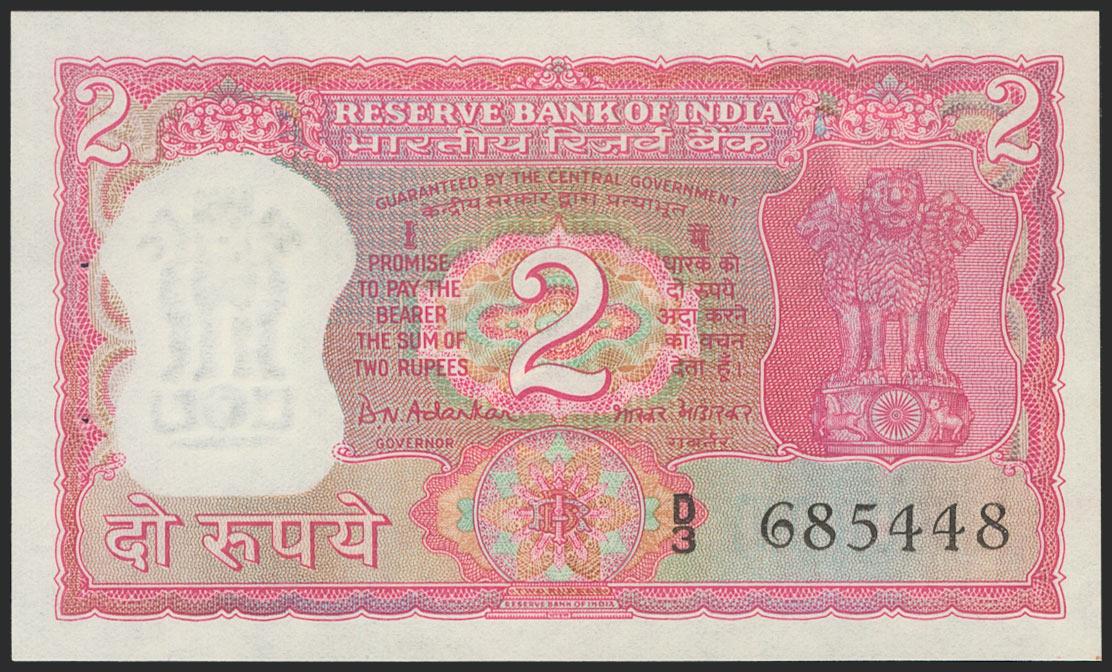 2
2
RESERVE BANK OF INDIA
भारतीय रिज़र्व बैंक
GUARANTEED BY THE CENTRAL GOVERNMENT
केन्द्रीय सरकार द्वारा प्रत्याभूत
I
PROMISE
TO PAY THE
BEARER
THE SUM OF
TWO RUPEES
2
मैं
धारक को
दो रुपये
अदा करने
का वचन
देता हूँ।
B N Adarkar
भास्कर आडारकर
GOVERNOR
गवर्नर
दो रूपये
D
3
685448
TWO RUPEES
RESERVE BANK OF INDIA